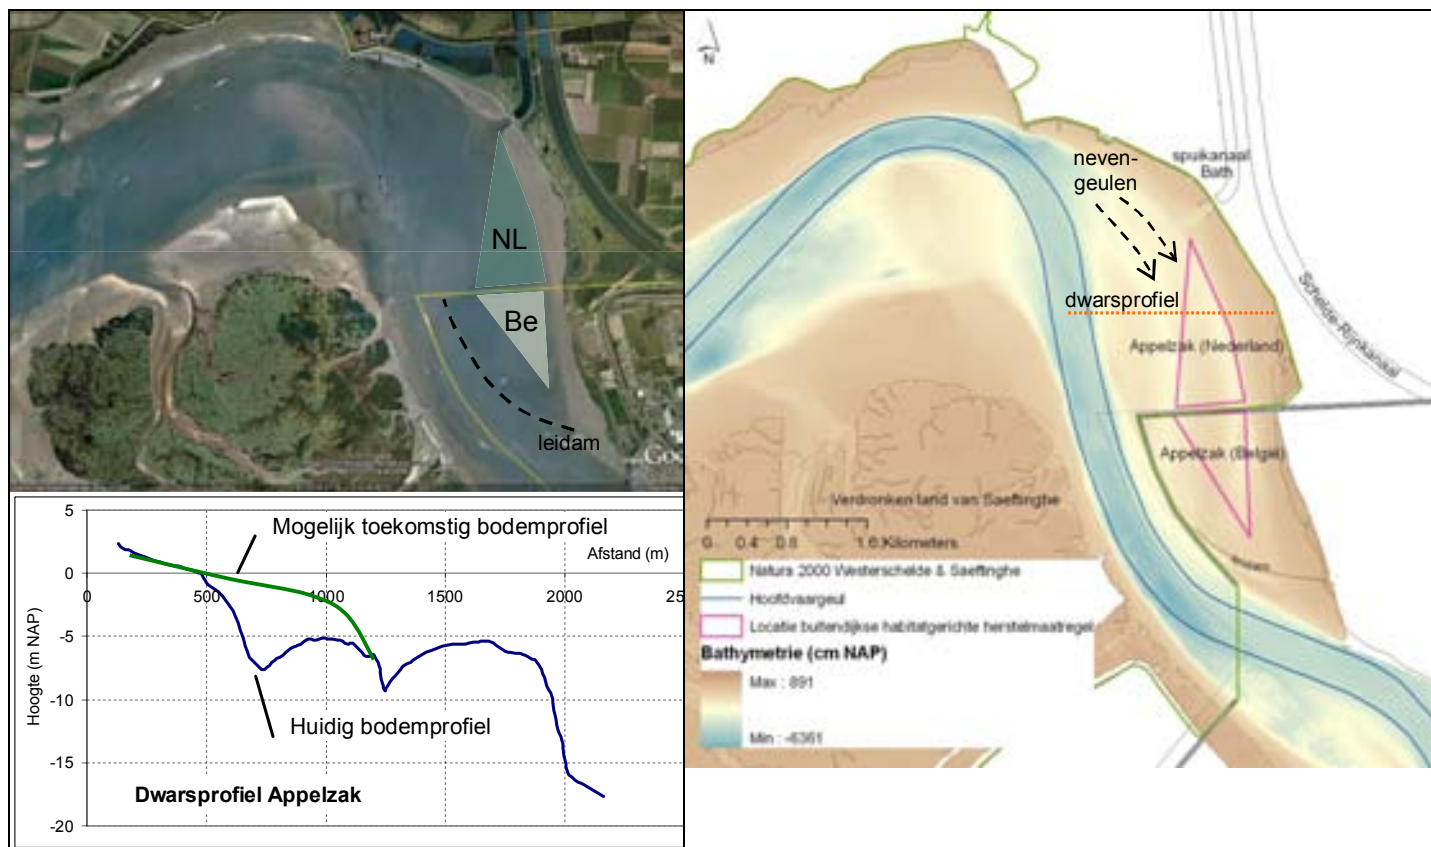 NL
Be
leidam
Goo
5
0
-5
-10
-15
-20
0
500
1000
1500
2000
25
Hoogte (m NAP)
Afstand (m)
Mogelijk toekomstig bodemprofiel
Huidig bodemprofiel
Dwarsprofiel Appelzak
N
neven-
geulen
spuikanaal
Bath
dwarsprofiel
Schelde-Rijnkanaal
Appelzak (Nederland)
Appelzak (België)
Verdronken land van Saeftinghe
0 0.4 0.8 1.6 Kilometers
Natura 2000 Westerschelde & Saeftinghe
Hoofdvaargeul
Locatie buitendijkse habitatgerichte herstelmaatregel
Bathymetrie (cm NAP)
Max : 891
Min : -6361